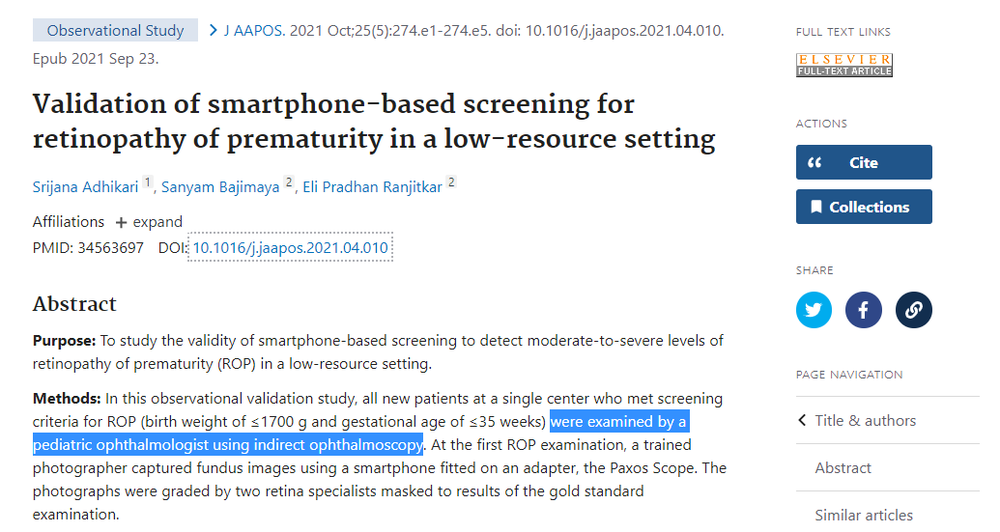 Observational Study
J AAPOS. 2021 Oct;25(5):274.e1-274.e5. doi: 10.1016/j.jaapos.2021.04.010.
Epub 2021 Sep 23.
Validation of smartphone-based screening for
retinopathy of prematurity in a low-resource setting
Srijana Adhikari 1, Sanyam Bajimaya 2, Eli Pradhan Ranjitkar 2
Affiliations + expand
PMID: 34563697 DOI: 10.1016/j.jaapos.2021.04.010
Abstract
Purpose: To study the validity of smartphone-based screening to detect moderate-to-severe levels of
retinopathy of prematurity (ROP) in a low-resource setting.
Methods: In this observational validation study, all new patients at a single center who met screening
criteria for ROP (birth weight of ≤1700 g and gestational age of ≤35 weeks) were examined by a
pediatric ophthalmologist using indirect ophthalmoscopy. At the first ROP examination, a trained
photographer captured fundus images using a smartphone fitted on an adapter, the Paxos Scope. The
photographs were graded by two retina specialists masked to results of the gold standard
examination.
FULL TEXT LINKS
ELSEVIER
FULL-TEXT ARTICLE
ACTIONS
Cite
Collections
SHARE
PAGE NAVIGATION
Title & authors
Abstract
Similar articles